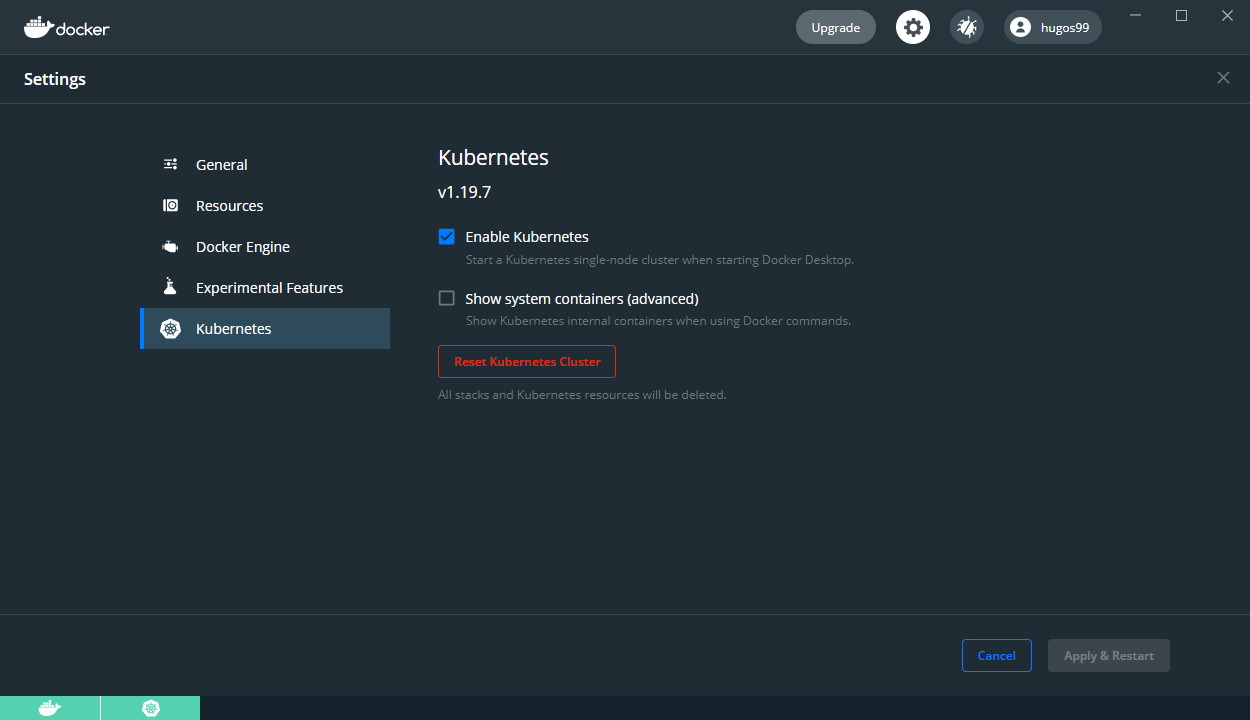 docker
Upgrade
hugos99
Settings
General
Resources
Docker Engine
Experimental Features
Kubernetes
Kubernetes
v1.19.7
Enable Kubernetes
Start a Kubernetes single-node cluster when starting Docker Desktop.
Show system containers (advanced)
Show Kubernetes internal containers when using Docker commands.
Reset Kubernetes Cluster
All stacks and Kubernetes resources will be deleted.
Cancel
Apply & Restart